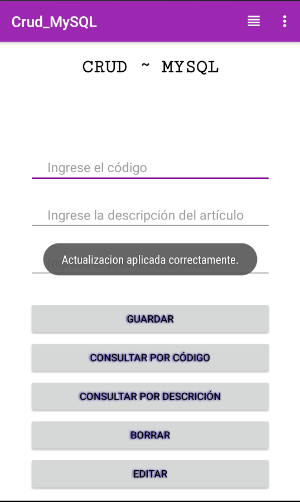 Crud_MySQL
CRUD ~ MYSQL
Ingrese el código
Ingrese la descripción del artículo
Actualizacion aplicada correctamente.
GUARDAR
CONSULTAR POR CÓDIGO
CONSULTAR POR DESCRICIÓN
BORRAR
EDITAR